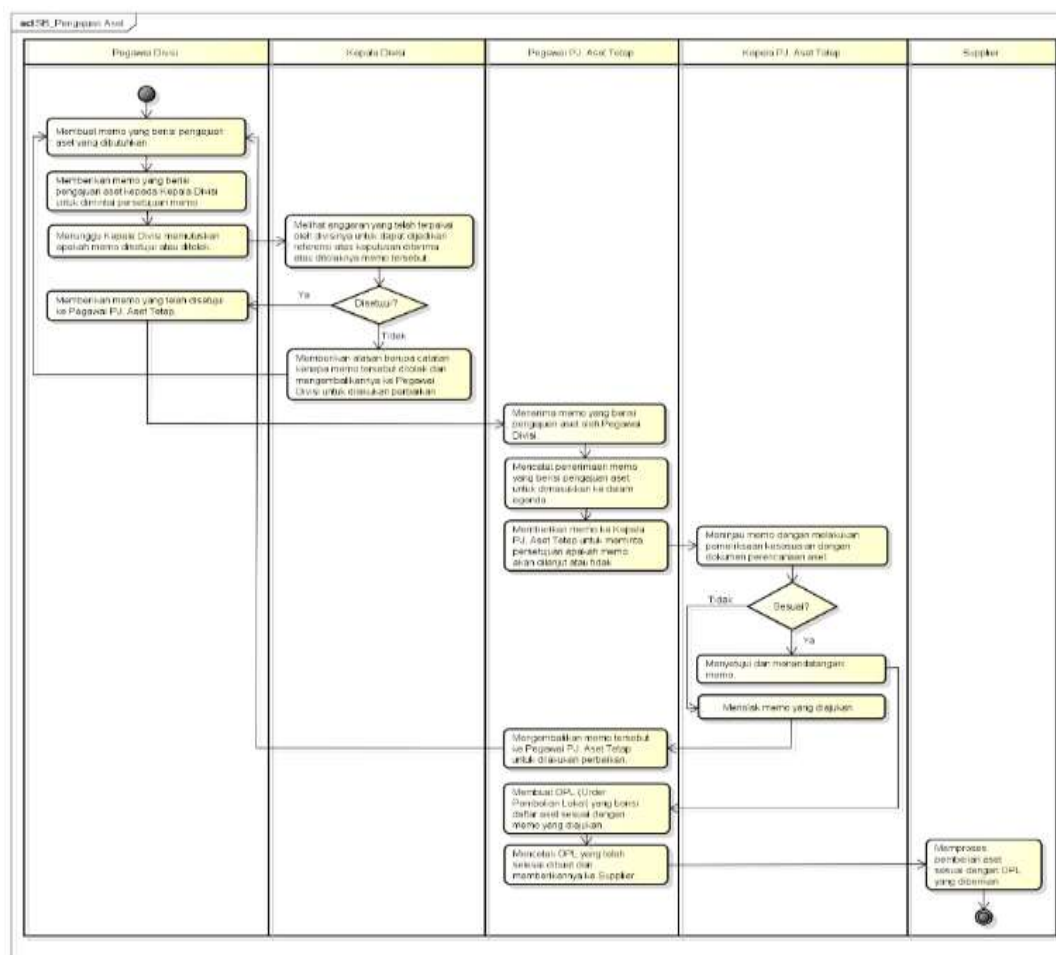 act SB_Pengajuan Aset
Pegawai Divisi
Kepala Divisi
Pegawai PJ. Aset Tetap
Kepala PJ. Aset Tetap
Supplier
Membuat memo yang berisi pengajuan
aset yang dibutuhkan
Memberikan memo yang berisi
pengajuan aset kepada Kepala Divisi
untuk dimintai persetujuan memo
Menunggu Kepala Divisi memutuskan
apakah memo disetujui atau ditolak.
Melihat anggaran yang telah terpakai
oleh divisinya untuk dapat dijadikan
referensi atas keputusan diterima
atau ditolaknya memo tersebut.
Disetujui?
Ya
Tidak
Memberikan memo yang telah disetujui
ke Pegawai PJ. Aset Tetap.
Memberikan alasan berupa catatan
kenapa memo tersebut ditolak dan
mengembalikannya ke Pegawai
Divisi untuk dilakukan perbaikan
Menerima memo yang berisi
pengajuan aset oleh Pegawai
Divisi.
Mencatat penerimaan memo
yang berisi pengajuan aset
untuk dimasukkan ke dalam
agenda
Memberikan memo ke Kepala
PJ. Aset Tetap untuk meminta
persetujuan apakah memo
akan dilanjut atau tidak
Meninjau memo dengan melakukan
pemeriksaan kesesuaian dengan
dokumen perencanaan aset
Sesuai?
Tidak
Ya
Menyetujui dan menandatangani
memo.
Menolak memo yang diajukan
Mengembalikan memo tersebut
ke Pegawai PJ. Aset Tetap
untuk dilakukan perbaikan.
Membuat OPL (Order
Pembelian Lokal) yang berisi
daftar aset sesuai dengan
memo yang diajukan
Mencetak OPL yang telah
selesai dibuat dan
memberikannya ke Supplier
Memproses
pembelian aset
sesuai dengan OPL
yang diberikan